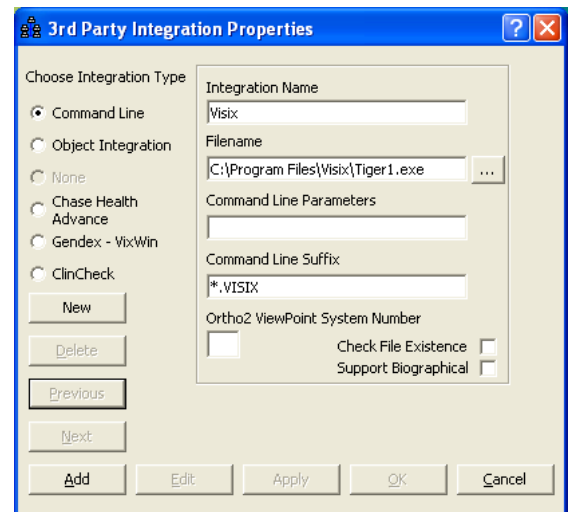 3rd Party Integration Properties
Choose Integration Type
Command Line
Object Integration
None
Chase Health
Advance
Gendex - VixWin
ClinCheck
New
Delete
Previous
Next
Integration Name
Visix
Filename
C:\Program Files\Visix\Tiger1.exe
...
Command Line Parameters
Command Line Suffix
*.VISIX
Ortho2 ViewPoint System Number
Check File Existence
Support Biographical
Add
Edit
Apply
OK
Cancel